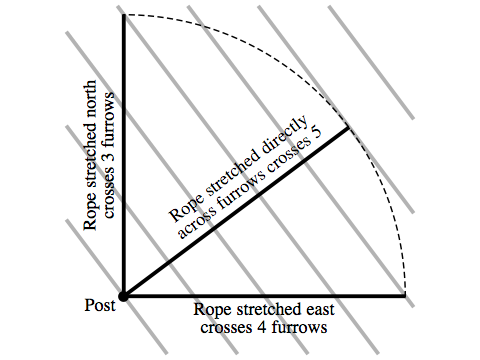 Rope stretched north
crosses 3 furrows
Rope stretched directly
across furrows crosses 5
Post
Rope stretched east
crosses 4 furrows